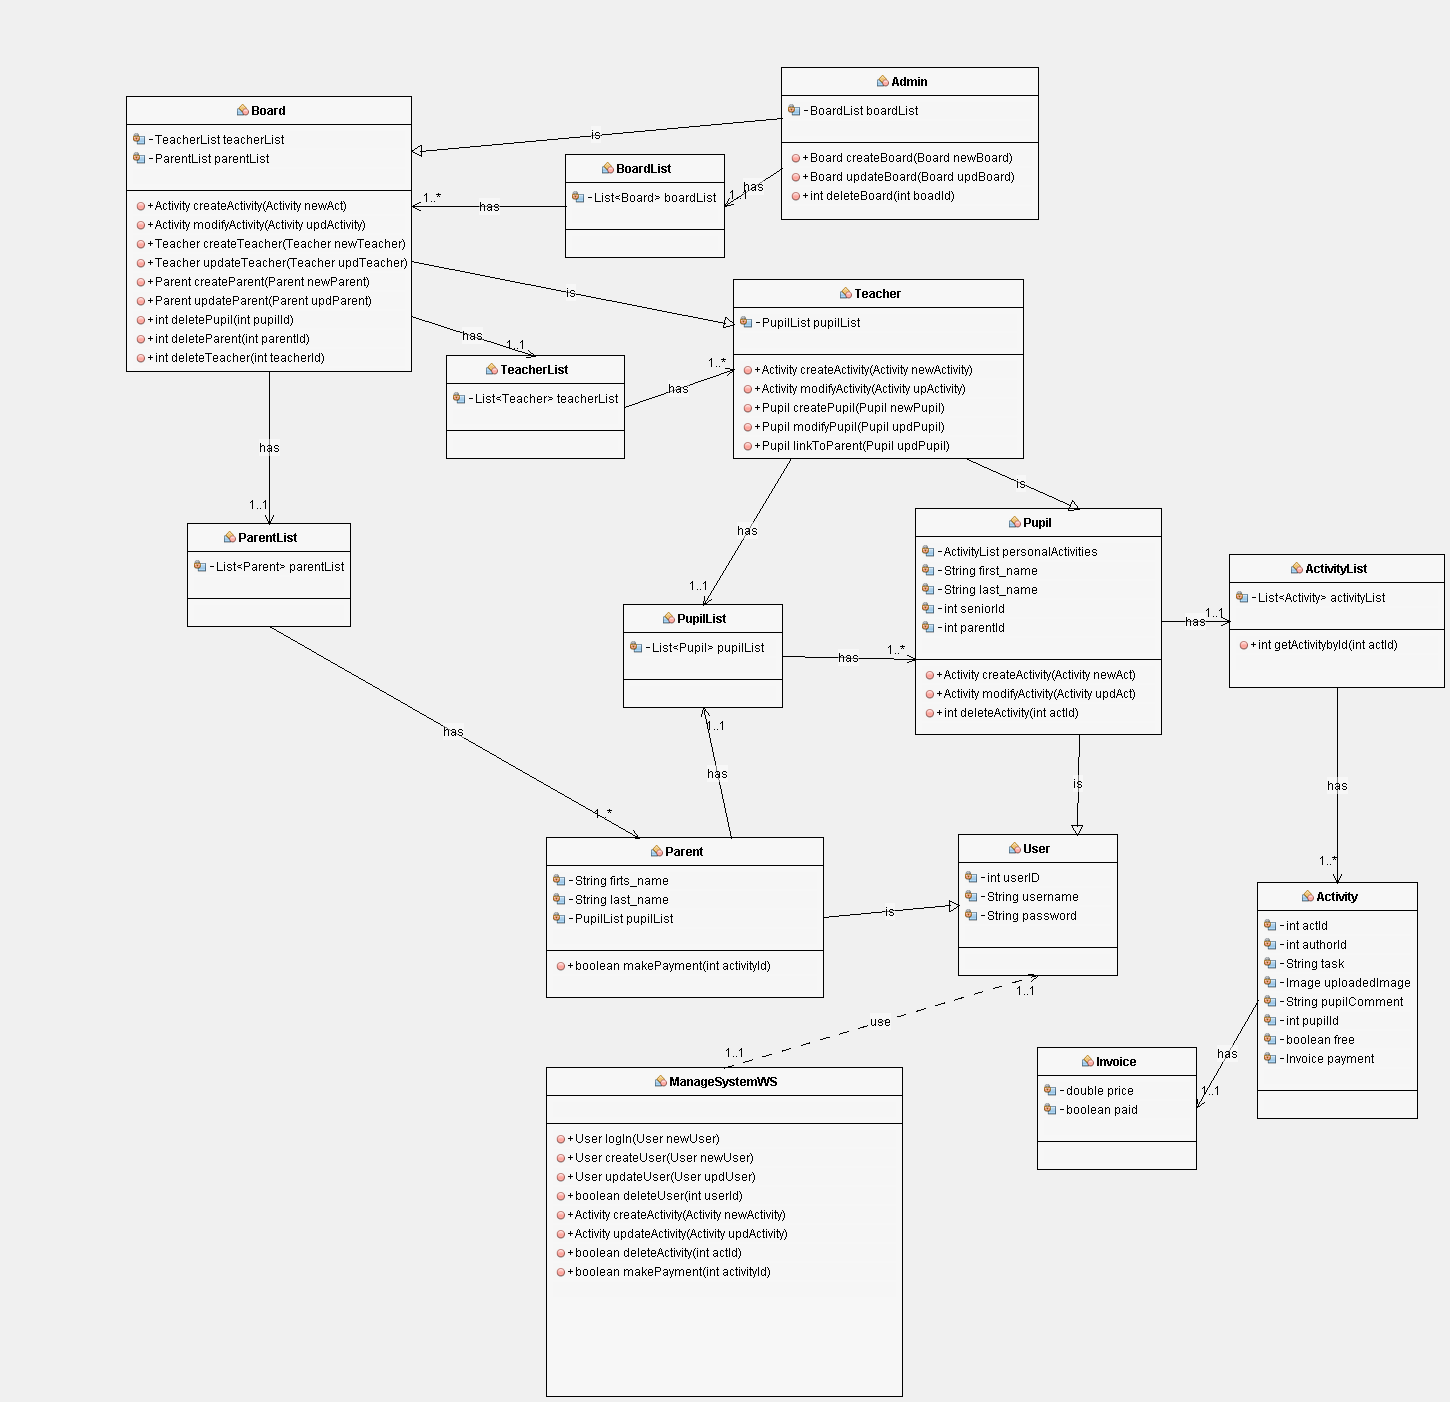 Board
-TeacherList teacherList
-ParentList parentList
+Activity createActivity(Activity newAct)
+Activity modifyActivity(Activity updActivity)
+Teacher createTeacher(Teacher newTeacher)
+Teacher updateTeacher(Teacher updTeacher)
+Parent createParent(Parent newParent)
+Parent updateParent(Parent updParent)
+int deletePupil(int pupilId)
+int deleteParent(int parentId)
+int deleteTeacher(int teacherId)
is
Admin
-BoardList boardList
+Board createBoard(Board newBoard)
+Board updateBoard(Board updBoard)
+int deleteBoard(int boadId)
BoardList
-List<Board> boardList
has
1..1
1..*
has
is
has
1..1
TeacherList
-List<Teacher> teacherList
has
1..*
Teacher
-PupilList pupilList
+Activity createActivity(Activity newActivity)
+Activity modifyActivity(Activity upActivity)
+Pupil createPupil(Pupil newPupil)
+Pupil modifyPupil(Pupil updPupil)
+Pupil linkToParent(Pupil updPupil)
has
1..1
ParentList
-List<Parent> parentList
has
1..1
is
Pupil
-ActivityList personalActivities
-String first_name
-String last_name
-int seniorId
-int parentId
+Activity createActivity(Activity newAct)
+Activity modifyActivity(Activity updAct)
+int deleteActivity(int actId)
has
1..1
ActivityList
-List<Activity> activityList
+int getActivitybyId(int actId)
PupilList
-List<Pupil> pupilList
has
1..*
1..1
has
has
1..*
is
has
1..*
Parent
-String firts_name
-String last_name
-PupilList pupilList
+boolean makePayment(int activityId)
is
User
-int userID
-String username
-String password
1..1
use
1..1
Activity
-int actId
-int authorId
-String task
-Image uploadedImage
-String pupilComment
-int pupilId
-boolean free
-Invoice payment
has
1..1
Invoice
-double price
-boolean paid
ManageSystemWS
+User logIn(User newUser)
+User createUser(User newUser)
+User updateUser(User updUser)
+boolean deleteUser(int userId)
+Activity createActivity(Activity newActivity)
+Activity updateActivity(Activity updActivity)
+boolean deleteActivity(int actId)
+boolean makePayment(int activityId)